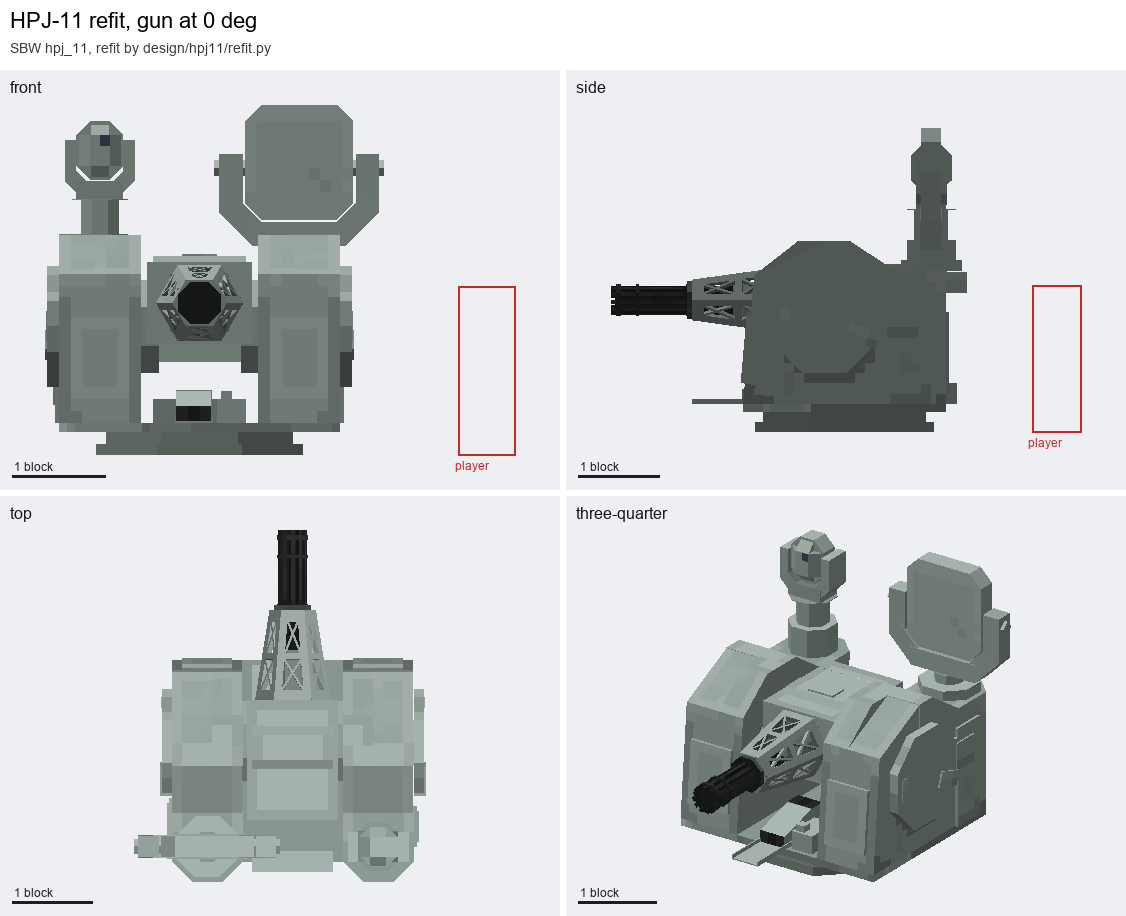 HPJ-11 refit, gun at 0 deg
SBW hpj_11, refit by design/hpj11/refit.py
front
side
player
1 block
player
1 block
top
three-quarter
1 block
1 block